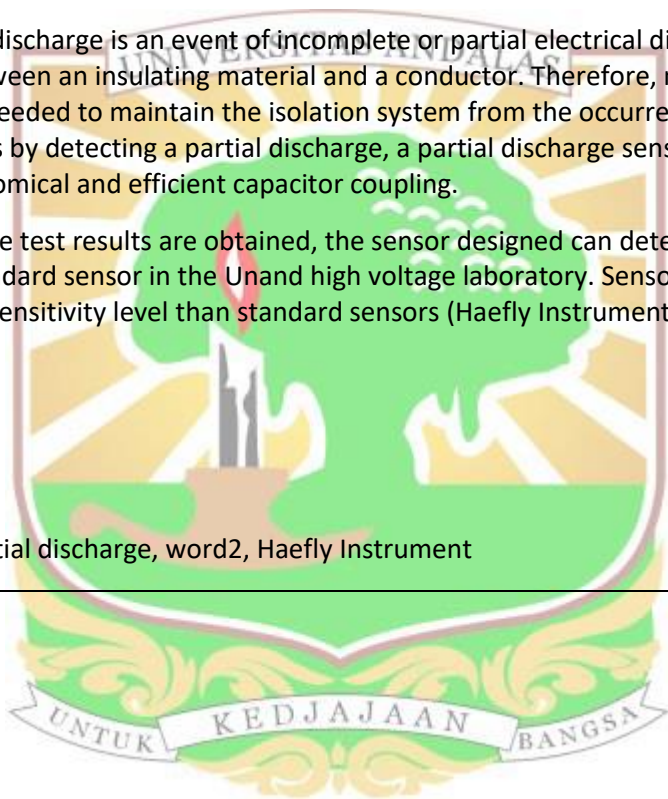 discharge is an event of incomplete or partial electrical di
UNIVERSITAS ANDALAS
ween an insulating material and a conductor. Therefore,
eeded to maintain the isolation system from the occurre
s by detecting a partial discharge, a partial discharge sens
omical and efficient capacitor coupling.
e test results are obtained, the sensor designed can dete
dard sensor in the Unand high voltage laboratory. Senso
ensitivity level than standard sensors (Haefly Instrument
tial discharge, word2, Haefly Instrument
UNTUK KEDJAJAAN BANGSA